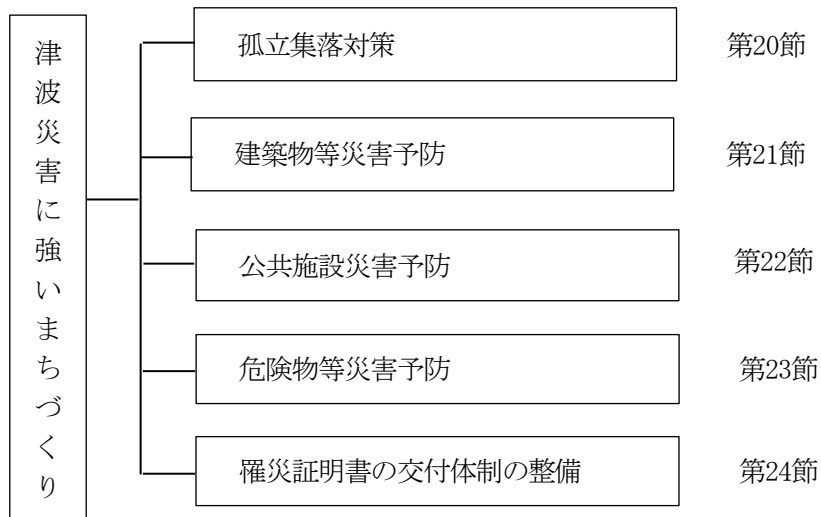 津波災害に強いまちづくり
孤立集落対策 第20節
建築物等災害予防 第21節
公共施設災害予防 第22節
危険物等災害予防 第23節
罹災証明書の交付体制の整備 第24節